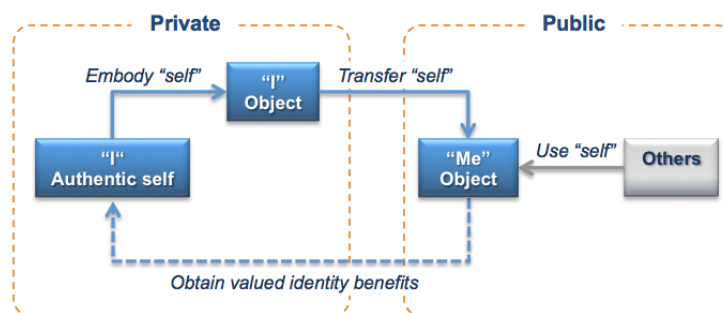 Private
Public
Embody “self”
“I”
Object
Transfer “self”
“I“
Authentic self
“Me”
Object
Use “self”
Others
Obtain valued identity benefits